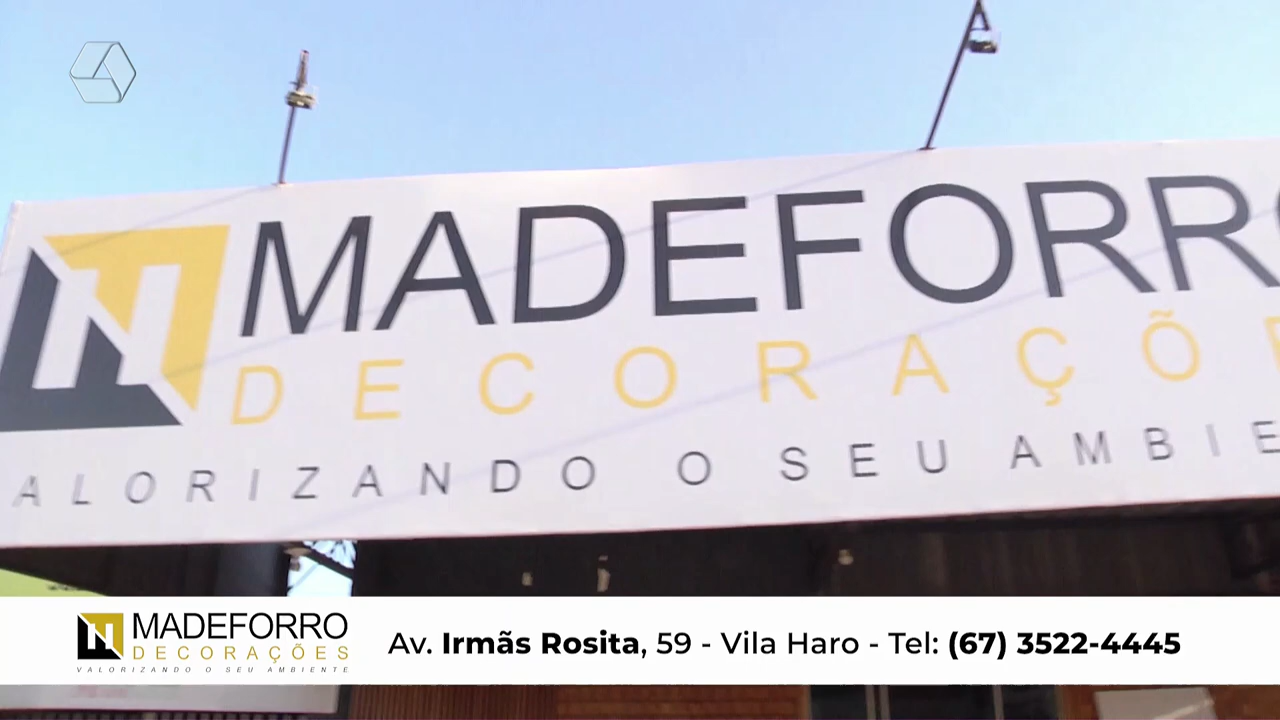 MADEFORRO
DECORAÇÕE
ALORIZANDO O SEU AMBIE
MADEFORRO
DECORAÇÕES
VALORIZANDO O SEU AMBIENTE
Av. Irmãs Rosita, 59 - Vila Haro - Tel: (67) 3522-4445